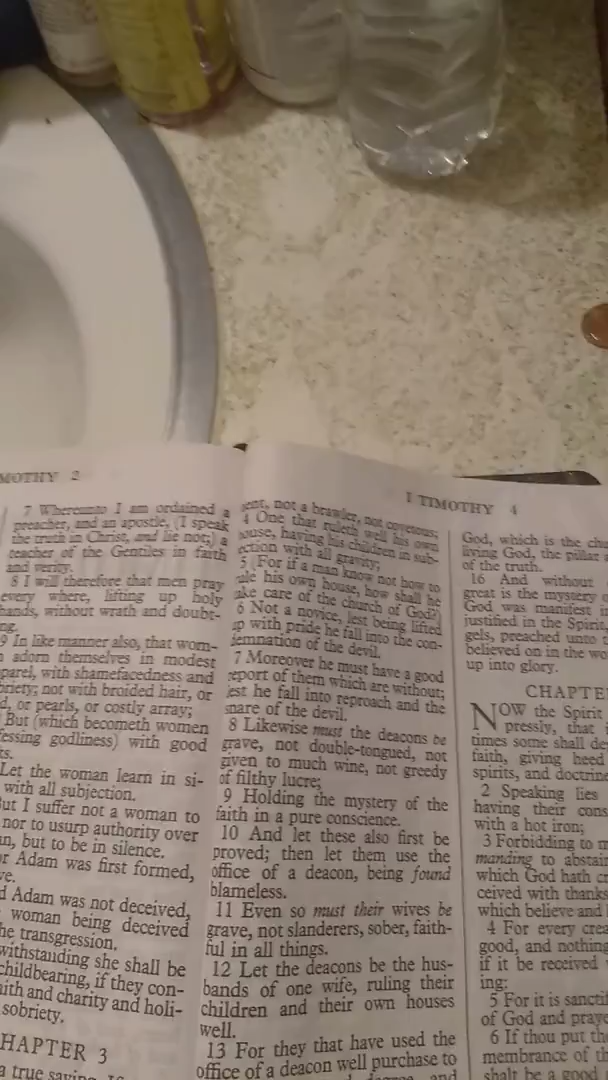 MOTHY 2
7 Whereunto I am ordained a
preacher, and an apostle, (I speak
the truth in Christ, and lie not;) a
teacher of the Gentiles in faith
and verity.
8 I will therefore that men pray
every where, lifting up holy
hands, without wrath and doubt-
ng.
9 In like manner also, that wom-
n adorn themselves in modest
parel, with shamefacedness and
briety; not with broided hair, or
d, or pearls, or costly array;
But (which becometh women
fessing godliness) with good
ts.
Let the woman learn in si-
with all subjection.
But I suffer not a woman to
nor to usurp authority over
an, but to be in silence.
or Adam was first formed,
ve.
d Adam was not deceived,
woman being deceived
he transgression.
withstanding she shall be
childbearing, if they con-
aith and charity and holi-
sobriety.
HAPTER 3
a true saying, If
I TIMOTHY 4
ient, not a brawler, not covetous;
4 One that ruleth well his own
house, having his children in sub-
jection with all gravity;
5 (For if a man know not how to
rule his own house, how shall he
take care of the church of God?)
6 Not a novice, lest being lifted
up with pride he fall into the con-
demnation of the devil.
7 Moreover he must have a good
report of them which are without;
lest he fall into reproach and the
snare of the devil.
8 Likewise must the deacons be
grave, not double-tongued, not
given to much wine, not greedy
of filthy lucre;
9 Holding the mystery of the
faith in a pure conscience.
10 And let these also first be
proved; then let them use the
office of a deacon, being found
blameless.
11 Even so must their wives be
grave, not slanderers, sober, faith-
ful in all things.
12 Let the deacons be the hus-
bands of one wife, ruling their
children and their own houses
well.
13 For they that have used the
office of a deacon well purchase to
degree, and
God, which is the chu
living God, the pillar a
of the truth.
16 And without
great is the mystery o
God was manifest in
justified in the Spirit,
gels, preached unto t
believed on in the wo
up into glory.
CHAPTE
NOW the Spirit
pressly, that i
times some shall de
faith, giving heed
spirits, and doctrine
2 Speaking lies
having their cons
with a hot iron;
3 Forbidding to m
manding to abstai
which God hath cr
ceived with thanks
which believe and
4 For every crea
good, and nothing
if it be received
ing:
5 For it is sanctif
of God and praye
6 If thou put the
membrance of th
shalt be a good